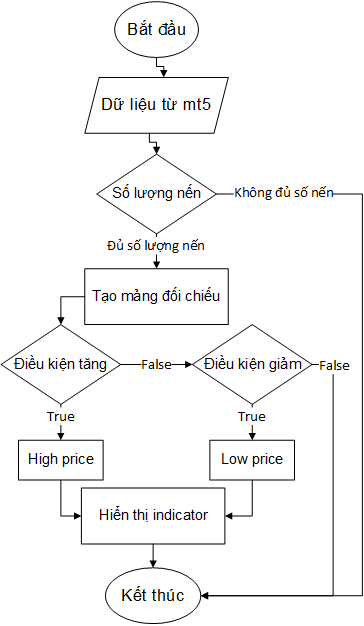 Bắt đầu
Dữ liệu từ mt5
Số lượng nến
Không đủ số nến
Đủ số lượng nến
Tạo mảng đối chiếu
Điều kiện tăng
False
Điều kiện giảm
False
True
True
High price
Low price
Hiển thị indicator
Kết thúc